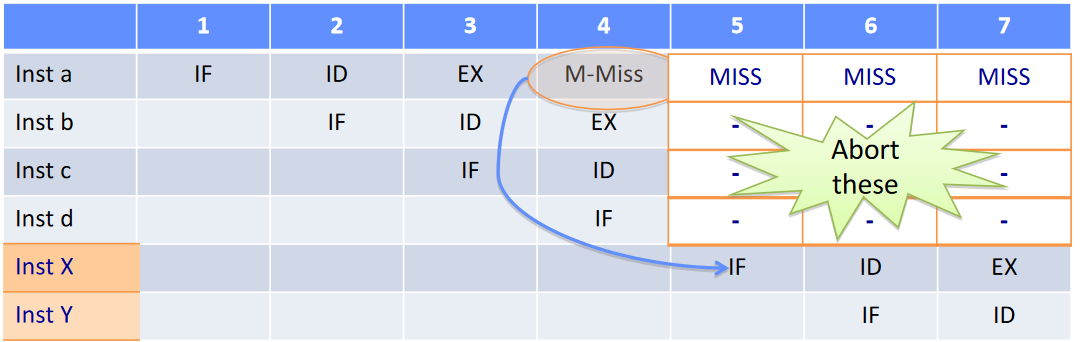 1 2 3 4 5 6 7
Inst a IF ID EX M-Miss MISS MISS MISS
Inst b IF ID EX - - -
Inst c IF ID - -
Inst d IF - - -
Abort
these
Inst X IF ID EX
Inst Y IF ID